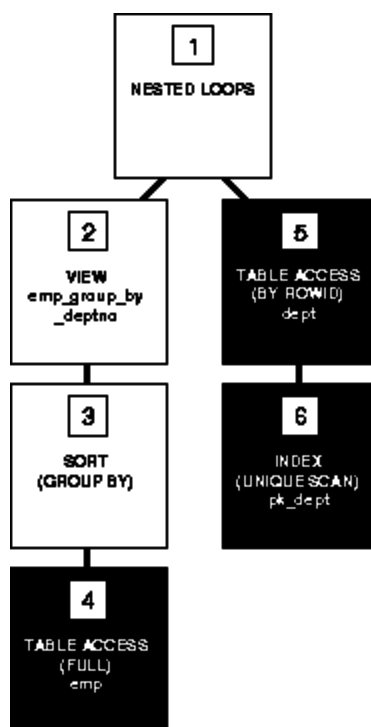 1
NESTED LOOPS
2
VIEW
emp_group_by
_deptno
3
SORT
(GROUP BY)
4
TABLE ACCESS
(FULL)
emp
5
TABLE ACCESS
(BY ROWID)
dept
6
INDEX
(UNIQUE SCAN)
pk_dept